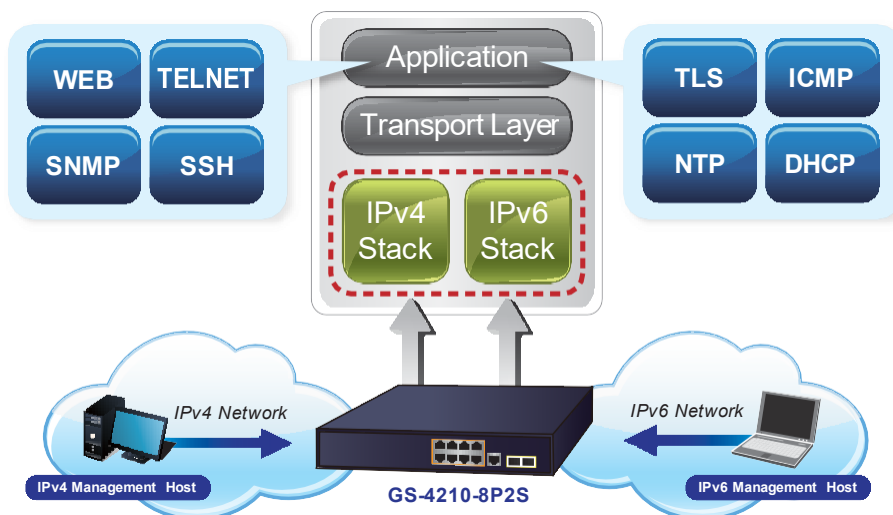 WEB
TELNET
SNMP
SSH
Application
Transport Layer
IPv4
Stack
IPv6
Stack
TLS
ICMP
NTP
DHCP
IPv4 Network
IPv4 Management Host
GS-4210-8P2S
IPv6 Network
IPv6 Management Host